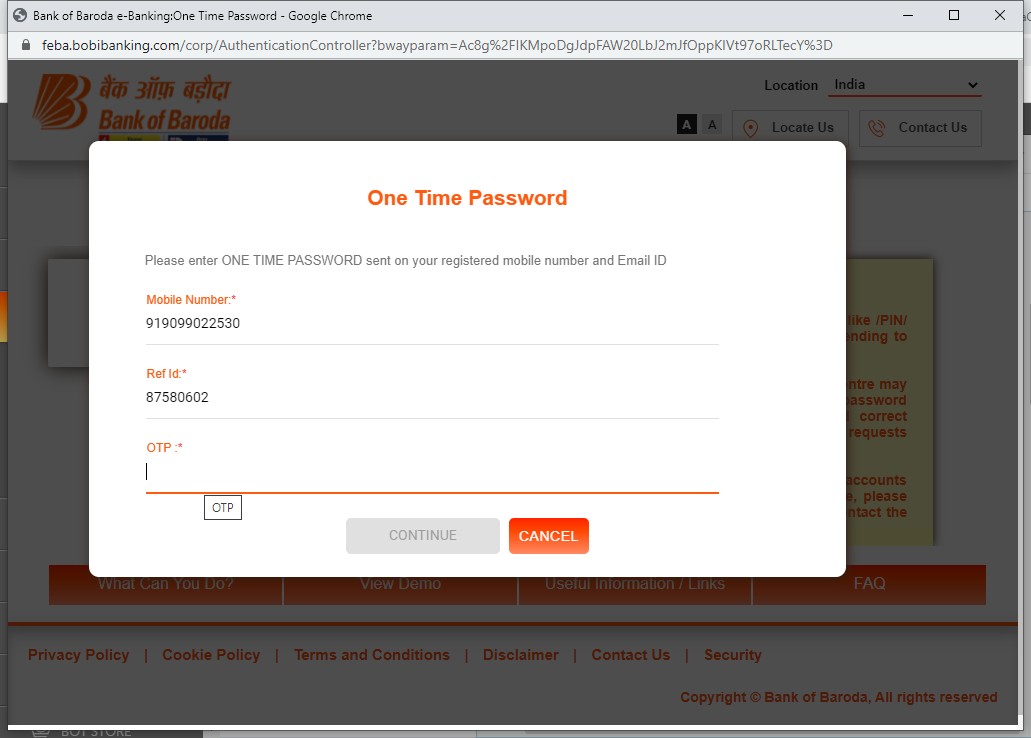 Bank of Baroda e-Banking:One Time Password - Google Chrome
feba.bobibanking.com/corp/AuthenticationController?bwayparam=Ac8g%2FIKMpoDgJdpFAW20LbJ2mJfOppKIVt97oRLTecY%3D
बैंक ऑफ़ बड़ौदा
Bank of Baroda
Location India
A A Locate Us Contact Us
One Time Password
Please enter ONE TIME PASSWORD sent on your registered mobile number and Email ID
Mobile Number:*
919099022530
Ref Id:*
87580602
OTP :*
OTP
CONTINUE CANCEL
like /PIN/
ending to
entre may
password
correct
requests
accounts
e, please
ntact the
What Can You Do? View Demo Useful Information / Links FAQ
Privacy Policy | Cookie Policy | Terms and Conditions | Disclaimer | Contact Us | Security
Copyright © Bank of Baroda, All rights reserved
BOT STORE